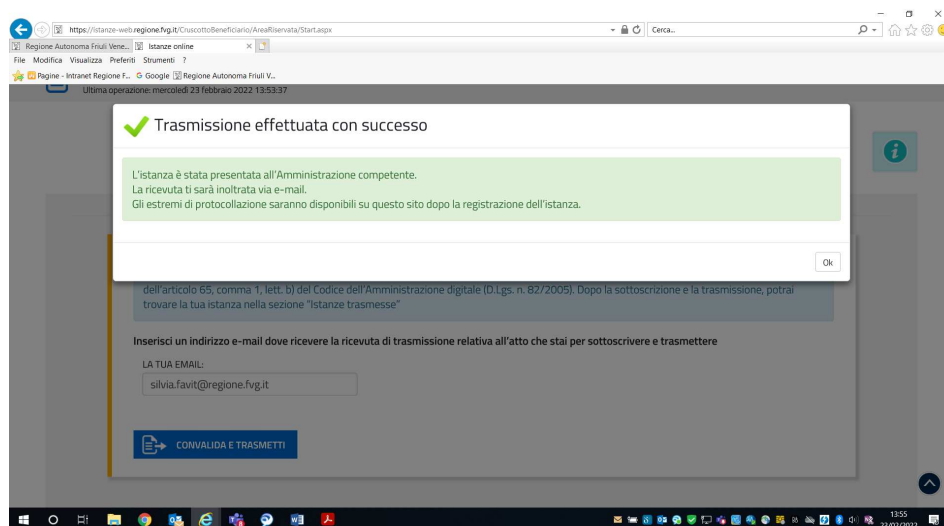 https://istanze-web.regione.fvg.it/CruscottoBeneficiario/AreaRiservata/Start.aspx
Cerca...
Regione Autonoma Friuli Vene...
Istanze online
File Modifica Visualizza Preferiti Strumenti ?
Pagine - Intranet Regione F... Google Regione Autonoma Friuli V...
Ultima operazione: mercoledì 23 febbraio 2022 13:53:37
Trasmissione effettuata con successo
L'istanza è stata presentata all'Amministrazione competente.
La ricevuta ti sarà inoltrata via e-mail.
Gli estremi di protocollazione saranno disponibili su questo sito dopo la registrazione dell'istanza.
Ok
dell'articolo 65, comma 1, lett. b) del Codice dell'Amministrazione digitale (D.Lgs. n. 82/2005). Dopo la sottoscrizione e la trasmissione, potrai
trovare la tua istanza nella sezione "Istanze trasmesse"
Inserisci un indirizzo e-mail dove ricevere la ricevuta di trasmissione relativa all'atto che stai per sottoscrivere e trasmettere
LA TUA EMAIL:
silvia.favit@regione.fvg.it
CONVALIDA E TRASMETTI
13:55
23/02/2022